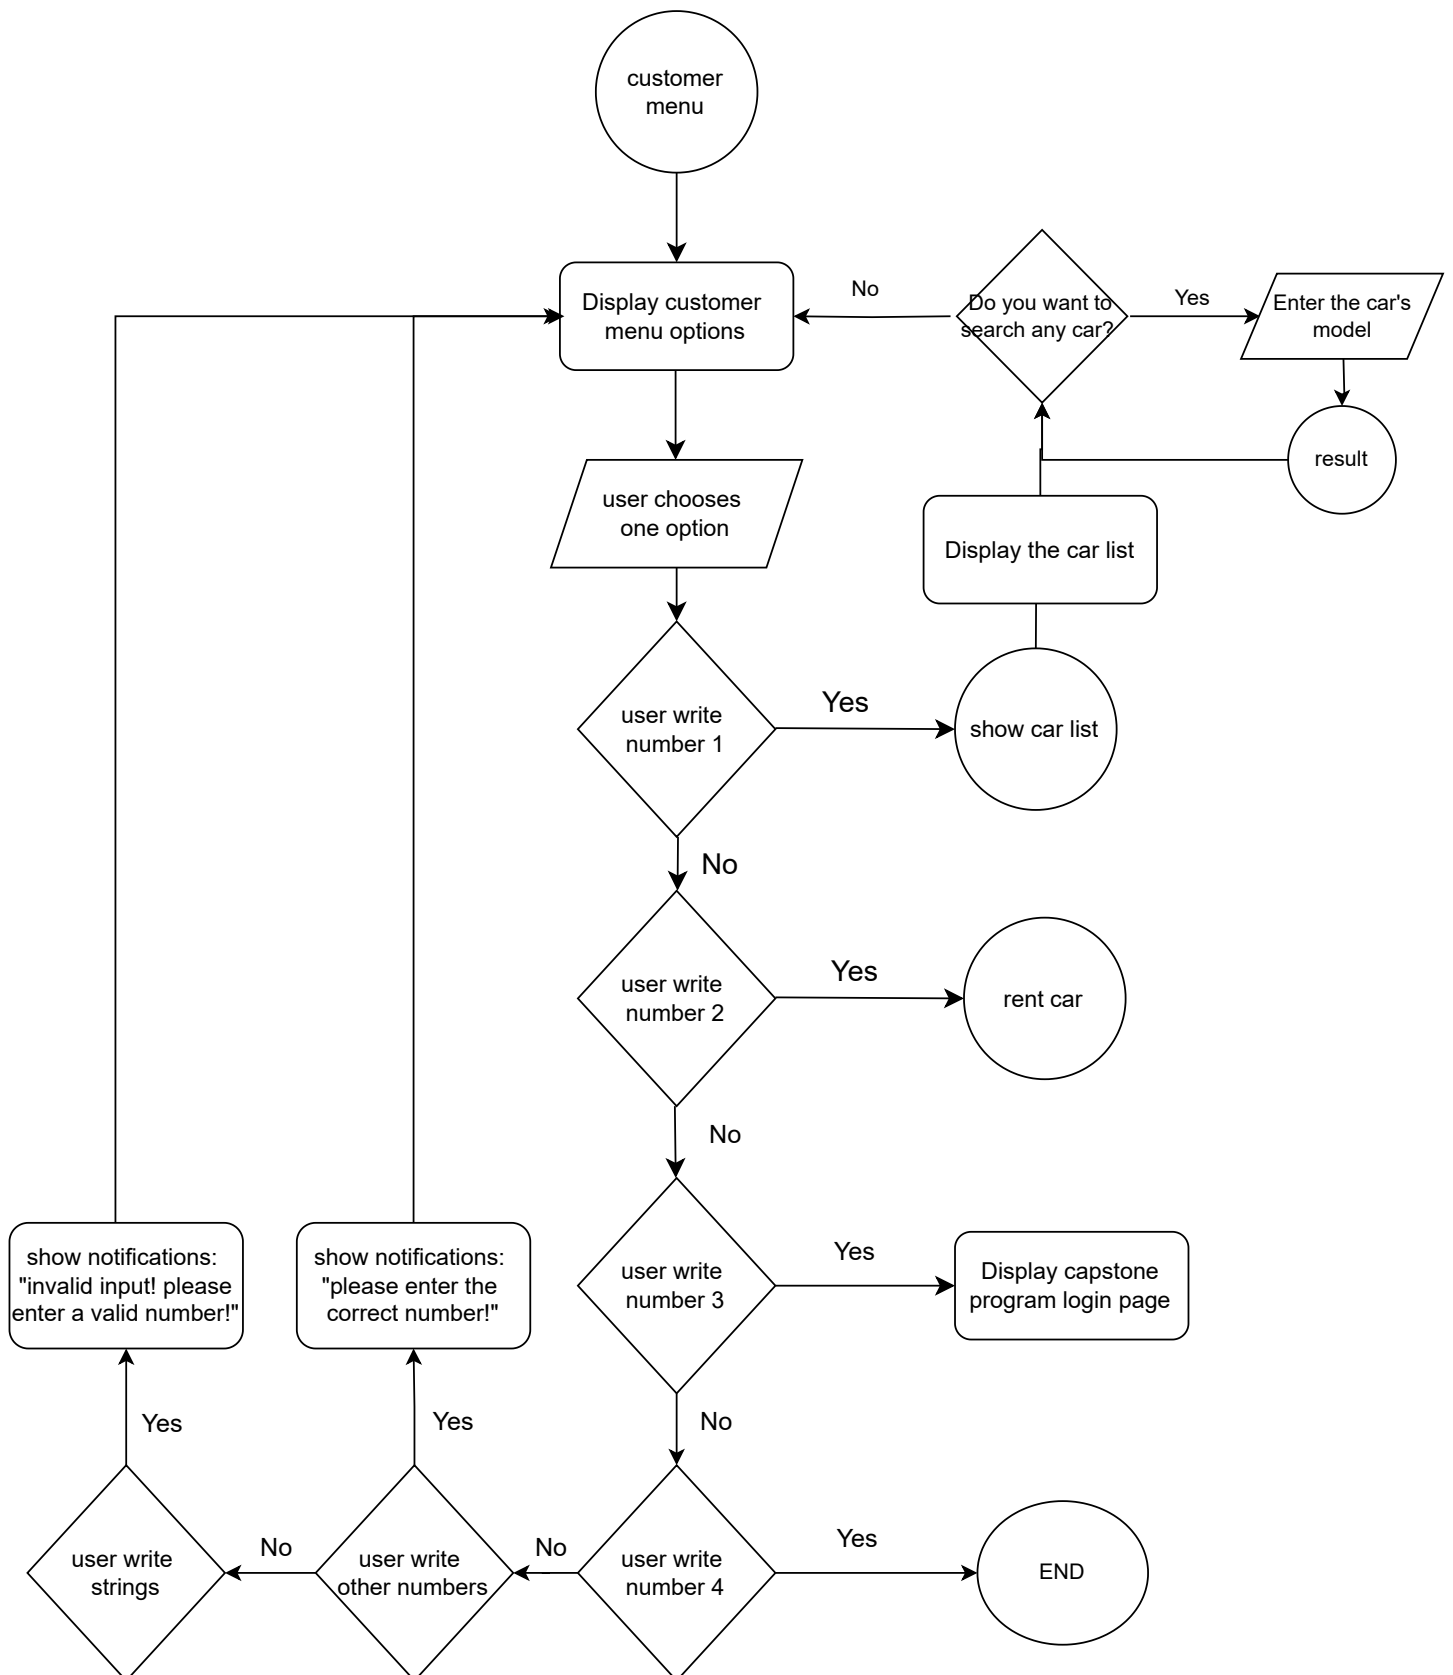 customer
menu
Display customer
menu options
No
Do you want to
search any car?
Yes
Enter the car's
model
result
user chooses
one option
Display the car list
user write
number 1
Yes
show car list
No
user write
number 2
Yes
rent car
No
user write
number 3
Yes
Display capstone
program login page
show notifications:
"invalid input! please
enter a valid number!"
show notifications:
"please enter the
correct number!"
Yes
Yes
No
user write
strings
No
user write
other numbers
No
user write
number 4
Yes
END